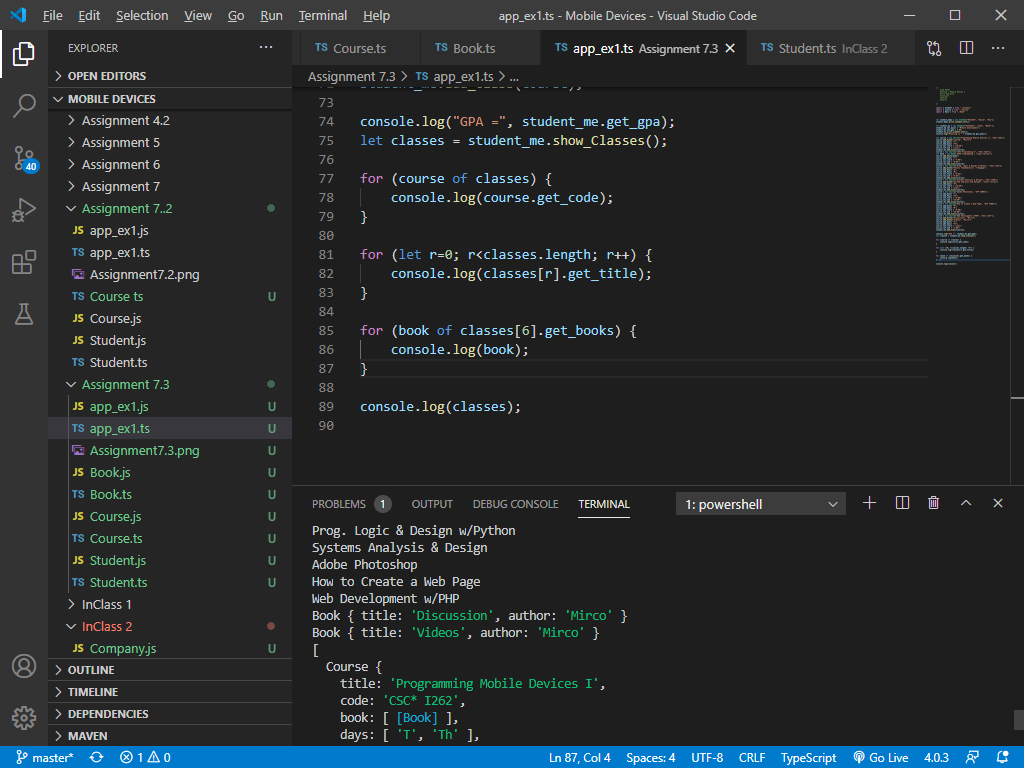 File Edit Selection View Go Run Terminal Help app_ex1.ts - Mobile Devices - Visual Studio Code
EXPLORER
TS Course.ts TS Book.ts TS app_ex1.ts Assignment 7.3 TS Student.ts InClass 2
Assignment 7.3 > TS app_ex1.ts > ...
OPEN EDITORS
MOBILE DEVICES
Assignment 4.2
Assignment 5
Assignment 6
Assignment 7
Assignment 7..2
JS app_ex1.js
TS app_ex1.ts
Assignment7.2.png
TS Course ts U
JS Course.js
JS Student.js
TS Student.ts
Assignment 7.3
JS app_ex1.js U
TS app_ex1.ts U
Assignment7.3.png U
JS Book.js U
TS Book.ts U
JS Course.js U
TS Course.ts U
JS Student.js U
TS Student.ts U
InClass 1
InClass 2
JS Company.js U
OUTLINE
TIMELINE
DEPENDENCIES
MAVEN
40
73
74 console.log("GPA =", student_me.get_gpa);
75 let classes = student_me.show_Classes();
76
77 for (course of classes) {
78 console.log(course.get_code);
79 }
80
81 for (let r=0; r<classes.length; r++) {
82 console.log(classes[r].get_title);
83 }
84
85 for (book of classes[6].get_books) {
86 console.log(book);
87 }
88
89 console.log(classes);
90
PROBLEMS 1 OUTPUT DEBUG CONSOLE TERMINAL 1: powershell
Prog. Logic & Design w/Python
Systems Analysis & Design
Adobe Photoshop
How to Create a Web Page
Web Development w/PHP
Book { title: 'Discussion', author: 'Mirco' }
Book { title: 'Videos', author: 'Mirco' }
[
Course {
title: 'Programming Mobile Devices I',
code: 'CSC* I262',
book: [ [Book] ],
days: [ 'T', 'Th' ],
master* 1 0 Ln 87, Col 4 Spaces: 4 UTF-8 CRLF TypeScript Go Live 4.0.3